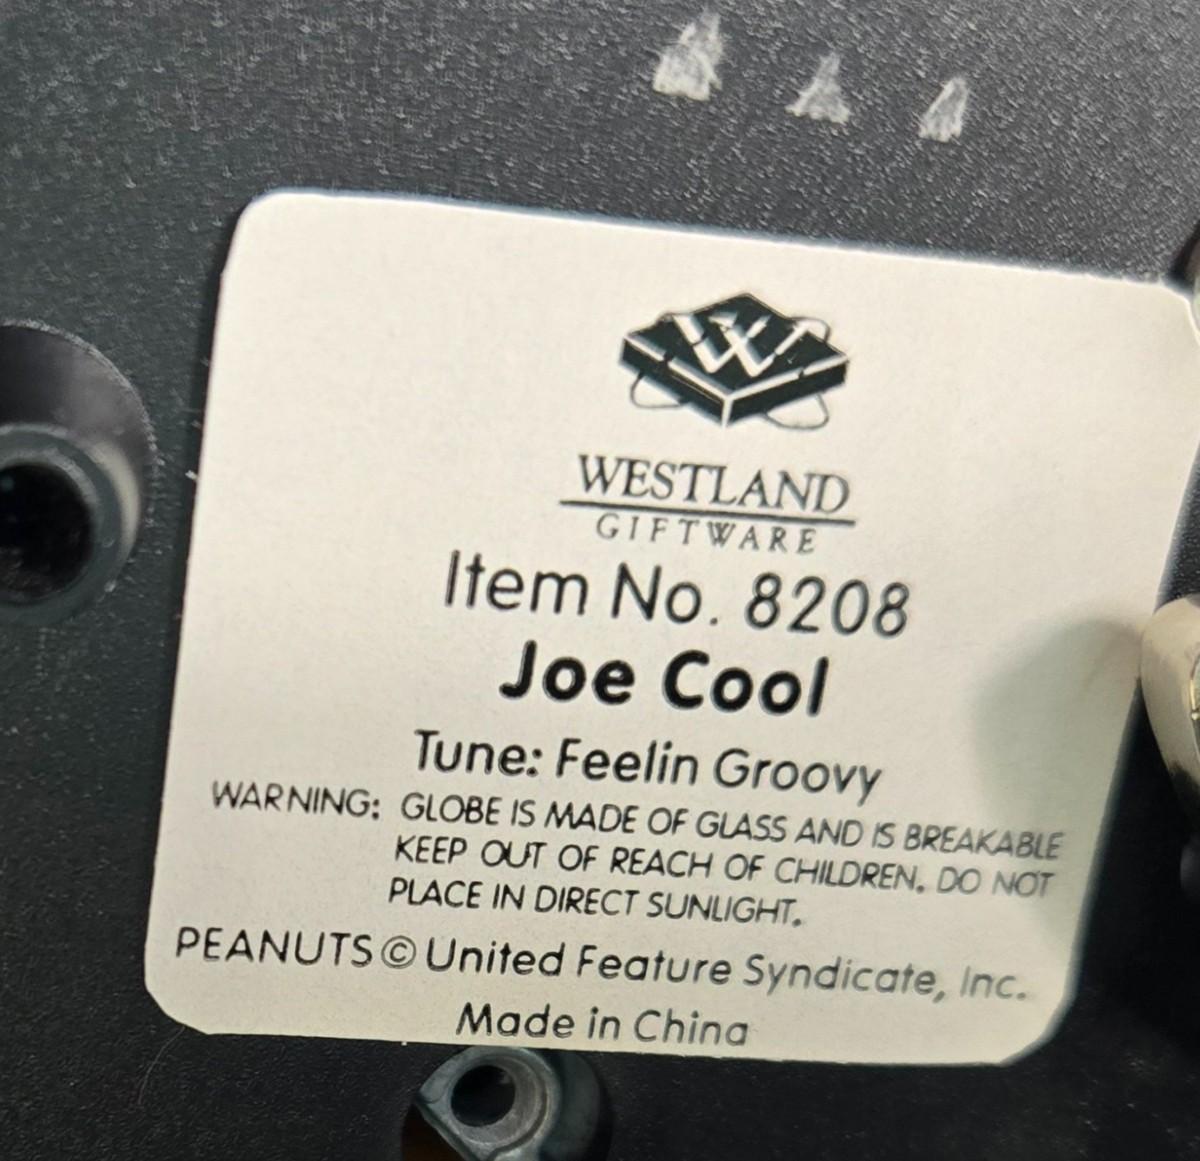 W
WESTLAND
GIFTWARE
Item No. 8208
Joe Cool
Tune: Feelin Groovy
WARNING: GLOBE IS MADE OF GLASS AND IS BREAKABLE
KEEP OUT OF REACH OF CHILDREN. DO NOT
PLACE IN DIRECT SUNLIGHT.
PEANUTS © United Feature Syndicate, Inc.
Made in China